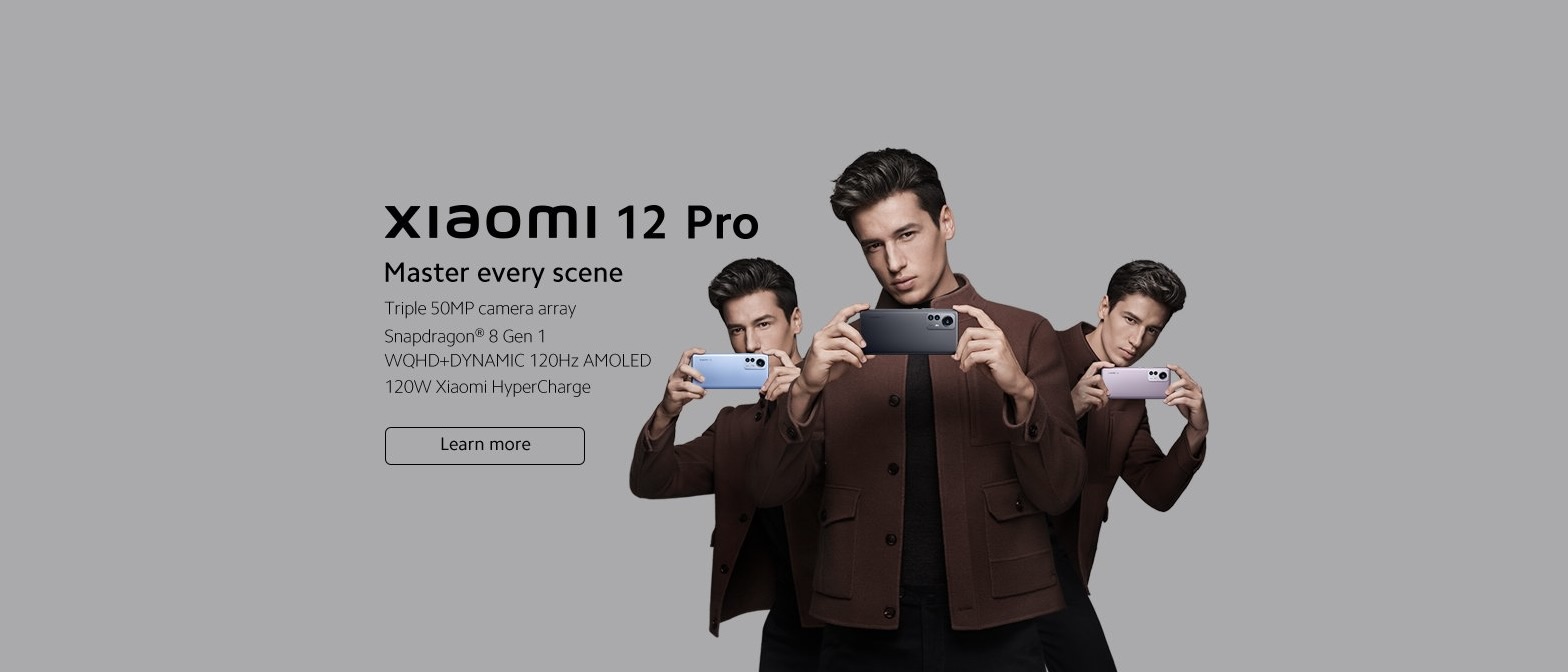 xiaomi 12 Pro
Master every scene
Triple 50MP camera array
Snapdragon® 8 Gen 1
WQHD+DYNAMIC 120Hz AMOLED
120W Xiaomi HyperCharge
Learn more